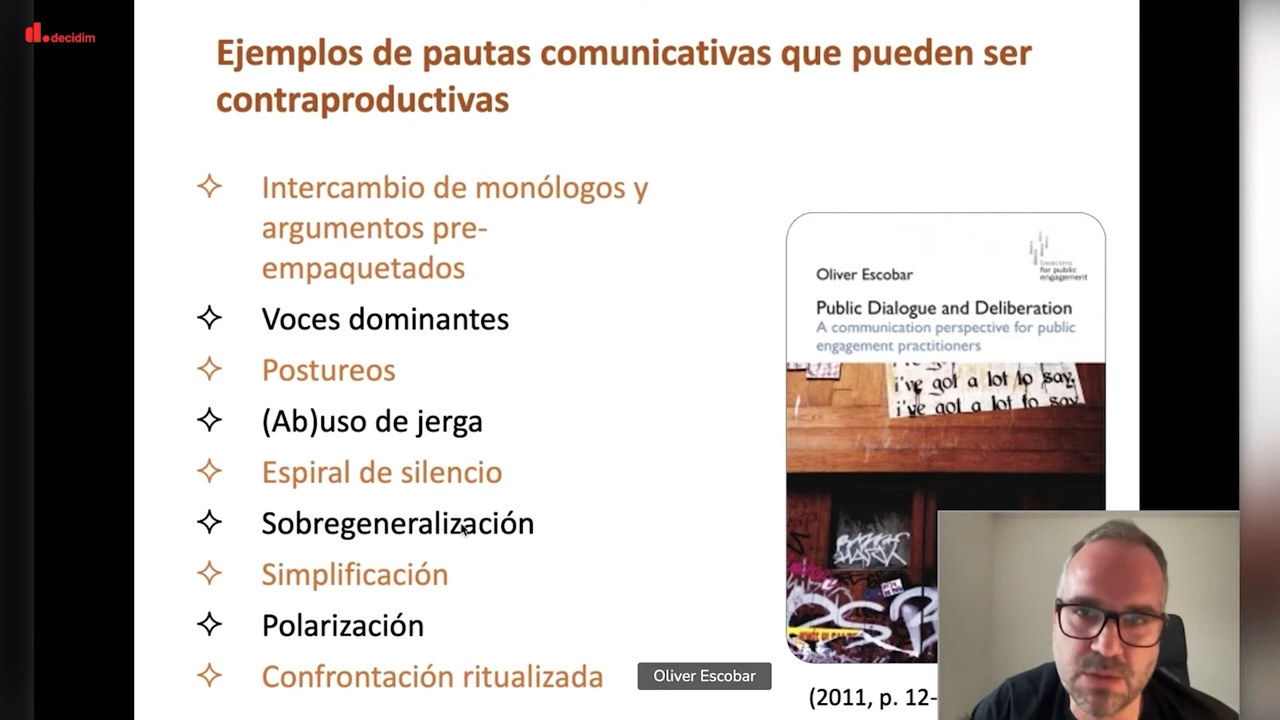 decidim
Ejemplos de pautas comunicativas que pueden ser
contraproductivas
Intercambio de monólogos y
argumentos pre-
empaquetados
Voces dominantes
Postureos
(Ab)uso de jerga
Espiral de silencio
Sobregeneralización
Simplificación
Polarización
Confrontación ritualizada
beacons
for public
engagement
Oliver Escobar
Public Dialogue and Deliberation
A communication perspective for public
engagement practitioners
i've got a lot to say,
i've got a lot to say
Oliver Escobar
(2011, p. 12-